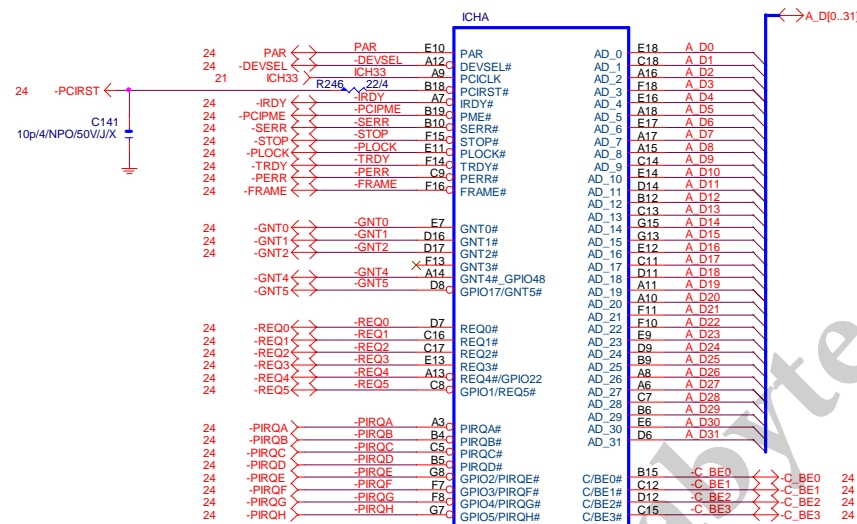 ICHA
A_D[0..31]
24 PAR PAR E10 PAR
24 -DEVSEL -DEVSEL A12 DEVSEL#
21 ICH33 ICH33 A9 PCICLK
24 -PCIRST R246 22/4 B18 PCIRST#
24 -IRDY -IRDY A7 IRDY#
24 -PCIPME -PCIPME B19 PME#
24 -SERR -SERR B10 SERR#
24 -STOP -STOP F15 STOP#
24 -PLOCK -PLOCK E11 PLOCK#
24 -TRDY -TRDY F14 TRDY#
24 -PERR -PERR C9 PERR#
24 -FRAME -FRAME F16 FRAME#
C141
10p/4/NPO/50V/J/X
24 -GNT0 -GNT0 E7 GNT0#
24 -GNT1 -GNT1 D16 GNT1#
24 -GNT2 -GNT2 D17 GNT2#
F13 GNT3#
24 -GNT4 -GNT4 A14 GNT4#_GPIO48
24 -GNT5 -GNT5 D8 GPIO17/GNT5#
24 -REQ0 -REQ0 D7 REQ0#
24 -REQ1 -REQ1 C16 REQ1#
24 -REQ2 -REQ2 C17 REQ2#
24 -REQ3 -REQ3 E13 REQ3#
24 -REQ4 -REQ4 A13 REQ4#/GPIO22
24 -REQ5 -REQ5 C8 GPIO1/REQ5#
24 -PIRQA -PIRQA A3 PIRQA#
24 -PIRQB -PIRQB B4 PIRQB#
24 -PIRQC -PIRQC C5 PIRQC#
24 -PIRQD -PIRQD B5 PIRQD#
24 -PIRQE -PIRQE G8 GPIO2/PIRQE#
24 -PIRQF -PIRQF F7 GPIO3/PIRQF#
24 -PIRQG -PIRQG F8 GPIO4/PIRQG#
24 -PIRQH -PIRQH G7 GPIO5/PIRQH#
AD_0 E18 A_D0
AD_1 C18 A_D1
AD_2 A16 A_D2
AD_3 F18 A_D3
AD_4 E16 A_D4
AD_5 A18 A_D5
AD_6 E17 A_D6
AD_7 A17 A_D7
AD_8 A15 A_D8
AD_9 C14 A_D9
AD_10 E14 A_D10
AD_11 D14 A_D11
AD_12 B12 A_D12
AD_13 C13 A_D13
AD_14 G15 A_D14
AD_15 G13 A_D15
AD_16 E12 A_D16
AD_17 C11 A_D17
AD_18 D11 A_D18
AD_19 A11 A_D19
AD_20 A10 A_D20
AD_21 F11 A_D21
AD_22 F10 A_D22
AD_23 E9 A_D23
AD_24 D9 A_D24
AD_25 B9 A_D25
AD_26 A8 A_D26
AD_27 A6 A_D27
AD_28 C7 A_D28
AD_29 B6 A_D29
AD_30 E6 A_D30
AD_31 D6 A_D31
C/BE0# B15 -C_BE0 -C_BE0 24
C/BE1# C12 -C_BE1 -C_BE1 24
C/BE2# D12 -C_BE2 -C_BE2 24
C/BE3# C15 -C_BE3 -C_BE3 24
abyte